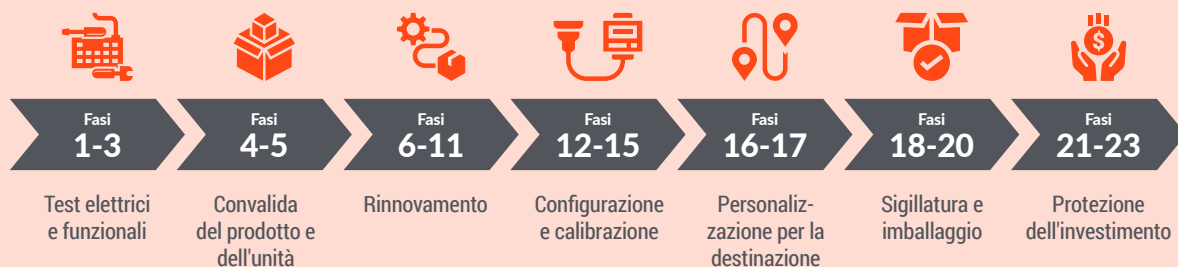 Fasi
1-3
Fasi
4-5
Fasi
6-11
Fasi
12-15
Fasi
16-17
Fasi
18-20
Fasi
21-23
Test elettrici
e funzionali
Convalida
del prodotto e
dell'unità
Rinnovamento
Configurazione
e calibrazione
Personaliz-
zazione per la
destinazione
Sigillatura e
imballaggio
Protezione
dell'investimento